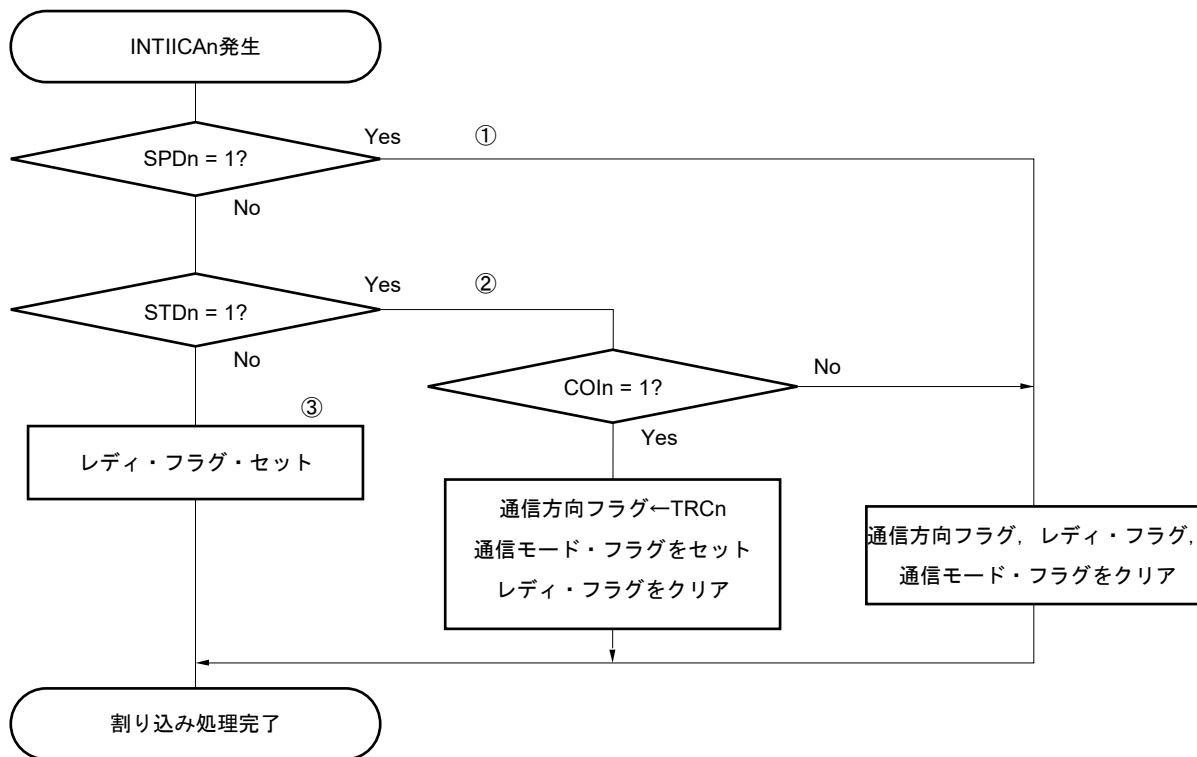 INTIICAn発生
SPDn = 1?
Yes
①
No
STDn = 1?
Yes
②
No
COIn = 1?
No
Yes
③
レディ・フラグ・セット
通信方向フラグ←TRCn
通信モード・フラグをセット
レディ・フラグをクリア
通信方向フラグ，レディ・フラグ，
通信モード・フラグをクリア
割り込み処理完了